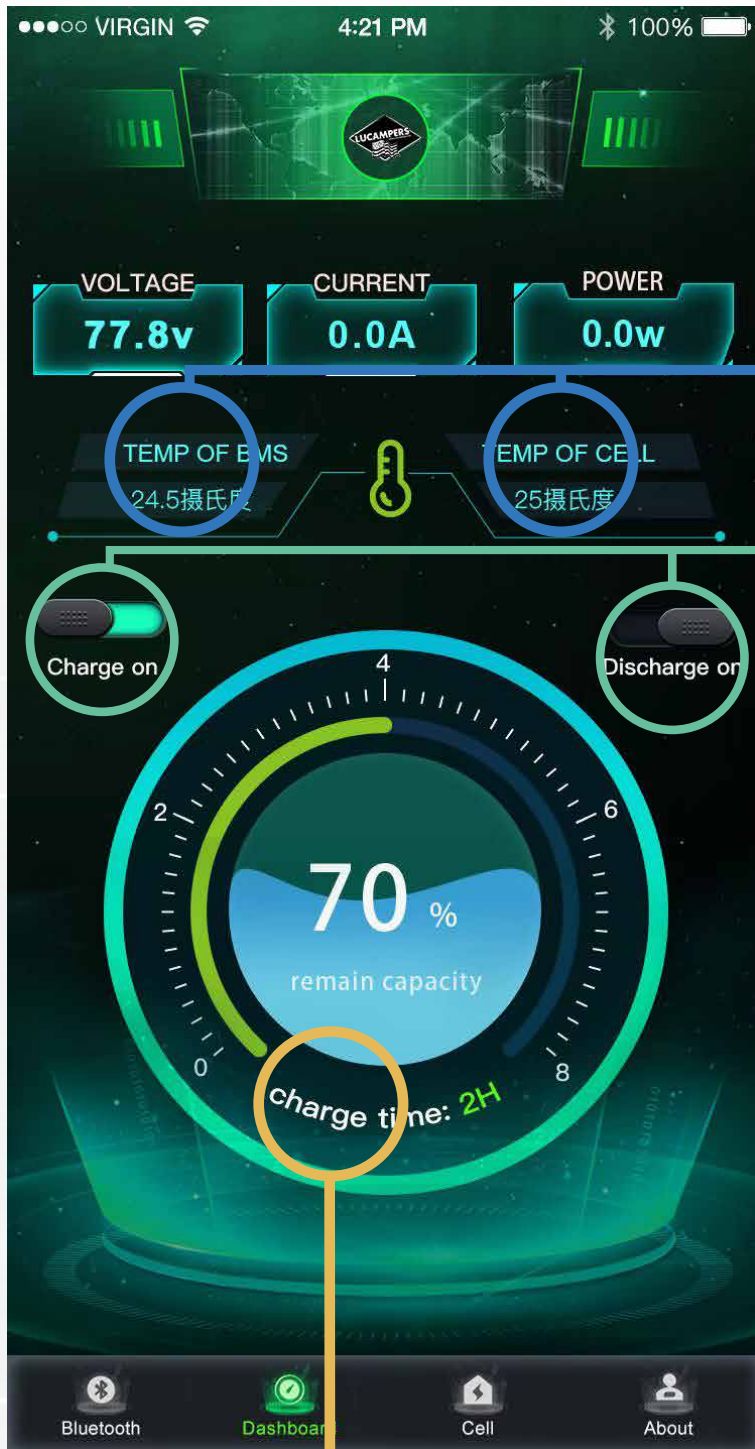 VIRGIN 4:21 PM 100%
LUCAMPERS
VOLTAGE CURRENT POWER
77.8v 0.0A 0.0w
TEMP OF BMS TEMP OF CELL
24.5摄氏度 25摄氏度
Charge on Discharge on
4
2 6
70 %
remain capacity
0 8
charge time: 2H
Bluetooth Dashboard Cell About